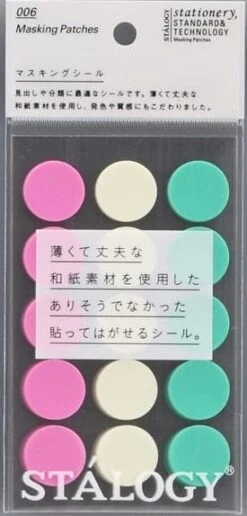 006
Masking Patches
STÁLOGY
stationery,
STANDARD&
TECHNOLOGY
Masking Patches
マスキングシール
見出しや分類に最適なシールです。薄くて丈夫な
和紙素材を使用し、発色や質感にもこだわりました。
薄くて丈夫な
和紙素材を使用した
ありそうでなかった
貼ってはがせるシール。
STÁLOGY®